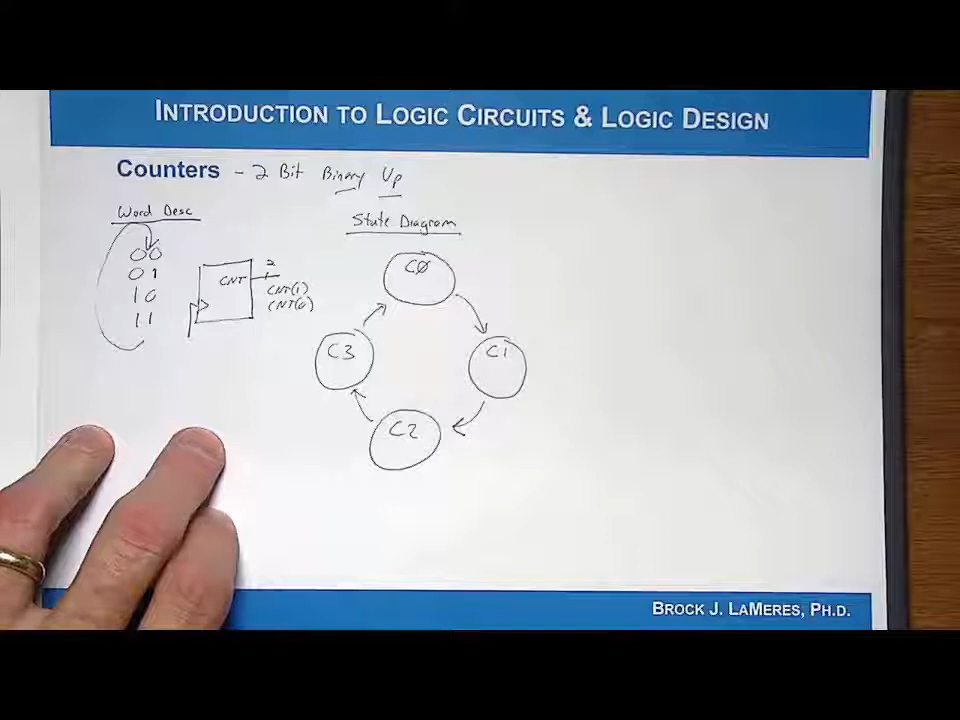 INTRODUCTION TO LOGIC CIRCUITS & LOGIC DESIGN
Counters - 2 Bit Binary Up
Word Desc
00
01
10
11
CNT
2
CNT(1)
CNT(0)
State Diagram
CØ
C1
C2
C3
BROCK J. LAMERES, PH.D.